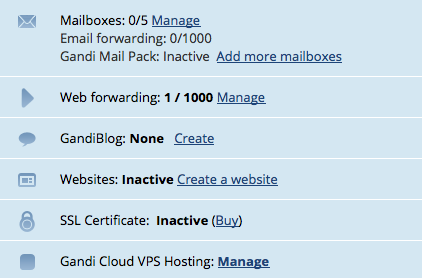 Mailboxes: 0/5 Manage
Email forwarding: 0/1000
Gandi Mail Pack: Inactive Add more mailboxes
Web forwarding: 1 / 1000 Manage
GandiBlog: None Create
Websites: Inactive Create a website
SSL Certificate: Inactive (Buy)
Gandi Cloud VPS Hosting: Manage